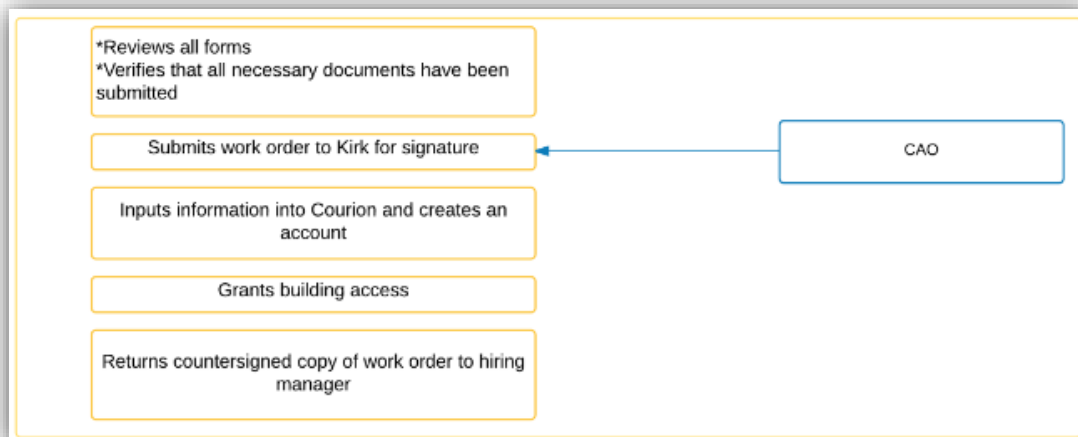 *Reviews all forms
*Verifies that all necessary documents have been
submitted
Submits work order to Kirk for signature
CAO
Inputs information into Courion and creates an
account
Grants building access
Returns countersigned copy of work order to hiring
manager